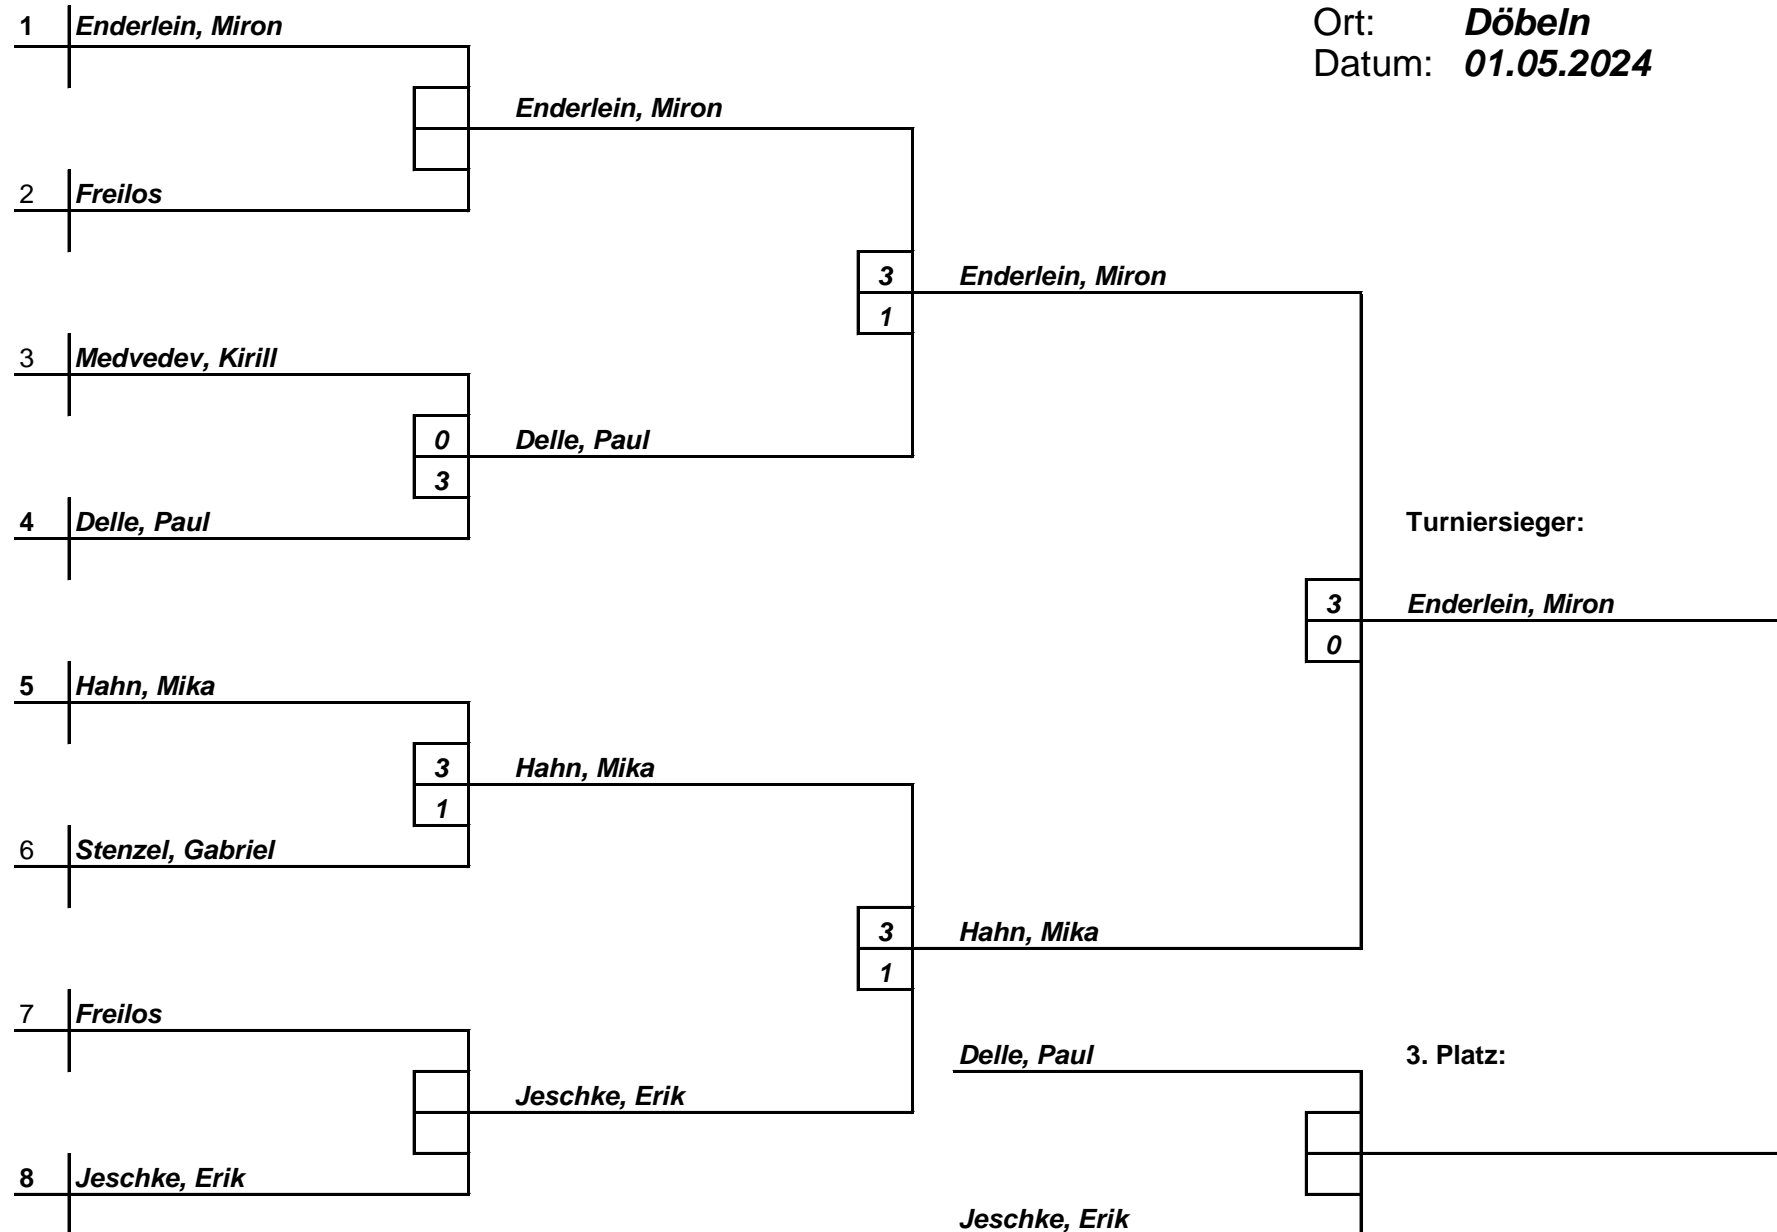 1 Enderlein, Miron
Ort: Döbeln
Datum: 01.05.2024
Enderlein, Miron
2 Freilos
3 Enderlein, Miron
1
3 Medvedev, Kirill
0 Delle, Paul
3
4 Delle, Paul
Turniersieger:
3 Enderlein, Miron
0
5 Hahn, Mika
3 Hahn, Mika
1
6 Stenzel, Gabriel
3 Hahn, Mika
1
7 Freilos
Delle, Paul 3. Platz:
Jeschke, Erik
8 Jeschke, Erik
Jeschke, Erik